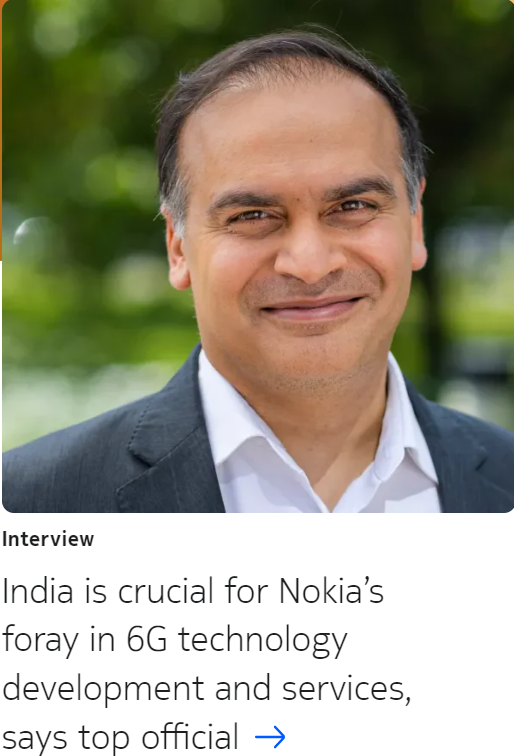 Interview
India is crucial for Nokia’s
foray in 6G technology
development and services,
says top official →